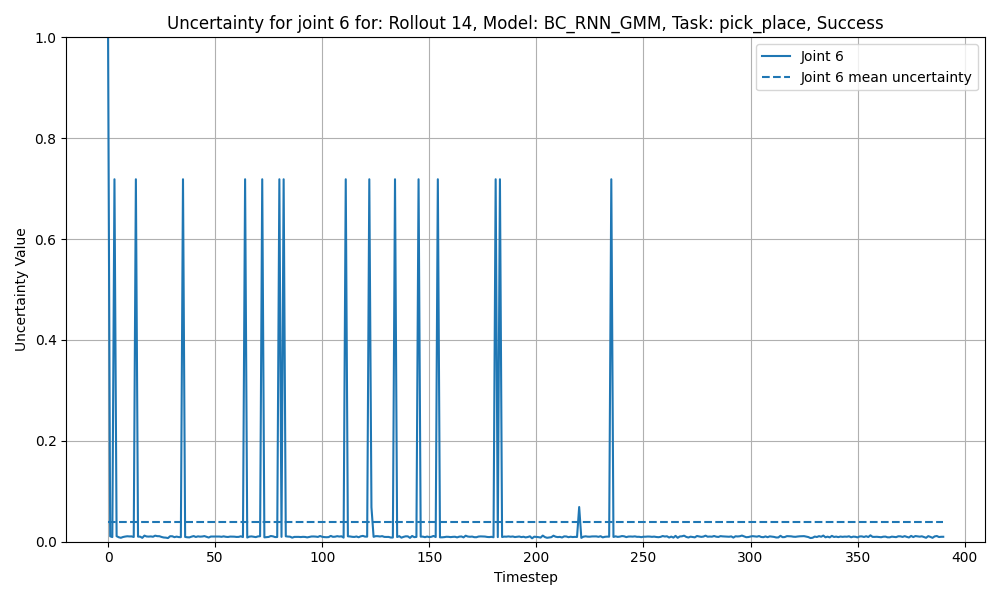 Uncertainty for joint 6 for: Rollout 14, Model: BC_RNN_GMM, Task: pick_place, Success
Joint 6
Joint 6 mean uncertainty
Uncertainty Value
1.0
0.8
0.6
0.4
0.2
0.0
0 50 100 150 200 250 300 350 400
Timestep